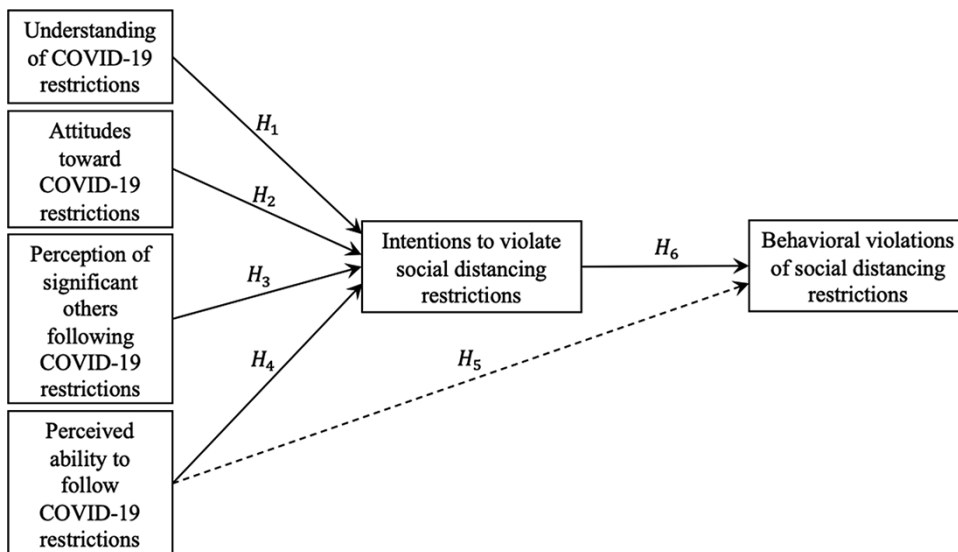 Understanding
of COVID-19
restrictions
Attitudes
toward
COVID-19
restrictions
Perception of
significant
others
following
COVID-19
restrictions
Perceived
ability to
follow
COVID-19
restrictions
H₁
H₂
H₃
H₄
Intentions to violate
social distancing
restrictions
H₅
H₆
Behavioral violations
of social distancing
restrictions